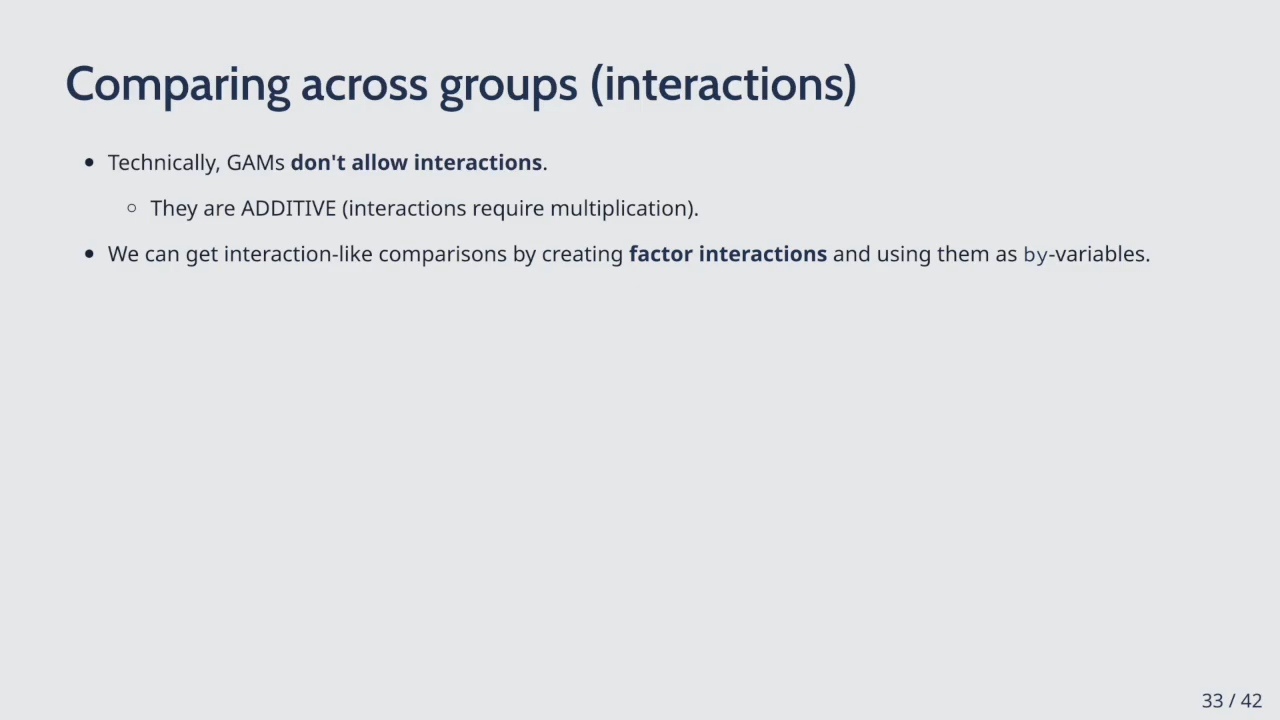 Comparing across groups (interactions)
• Technically, GAMs don't allow interactions.
○ They are ADDITIVE (interactions require multiplication).
• We can get interaction-like comparisons by creating factor interactions and using them as by-variables.
33 / 42